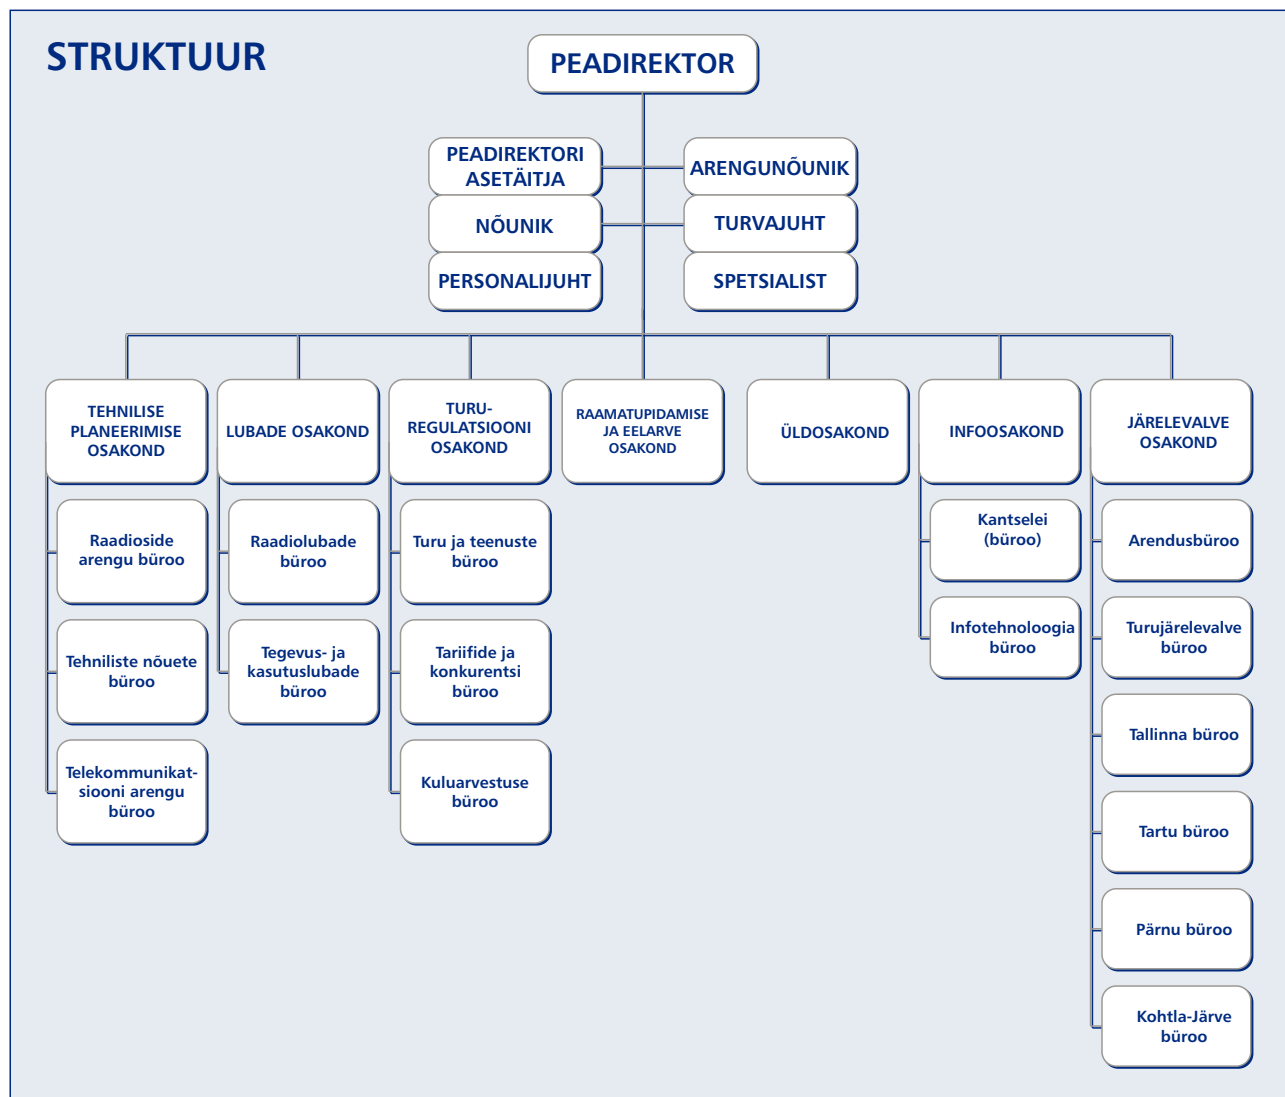 STRUKTUUR
PEADIREKTOR
PEADIREKTORI
ASETÄITJA
ARENGUNÕUNIK
NÕUNIK
TURVAJUHT
PERSONALIJUHT
SPETSIALIST
TEHNILISE
PLANEERIMISE
OSAKOND
LUBADE OSAKOND
TURU-
REGULATSIOONI
OSAKOND
RAAMATUPIDAMISE
JA EELARVE
OSAKOND
ÜLDOSAKOND
INFOOSAKOND
JÄRELEVALVE
OSAKOND
Raadioside
arengu büroo
Tehniliste nõuete
büroo
Telekommunikat-
siooni arengu
büroo
Raadiolubade
büroo
Tegevus- ja
kasutuslubade
büroo
Turu ja teenuste
büroo
Tariifide ja
konkurentsi
büroo
Kuluarvestuse
büroo
Kantselei
(büroo)
Infotehnoloogia
büroo
Arendusbüroo
Turujärelevalve
büroo
Tallinna büroo
Tartu büroo
Pärnu büroo
Kohtla-Järve
büroo